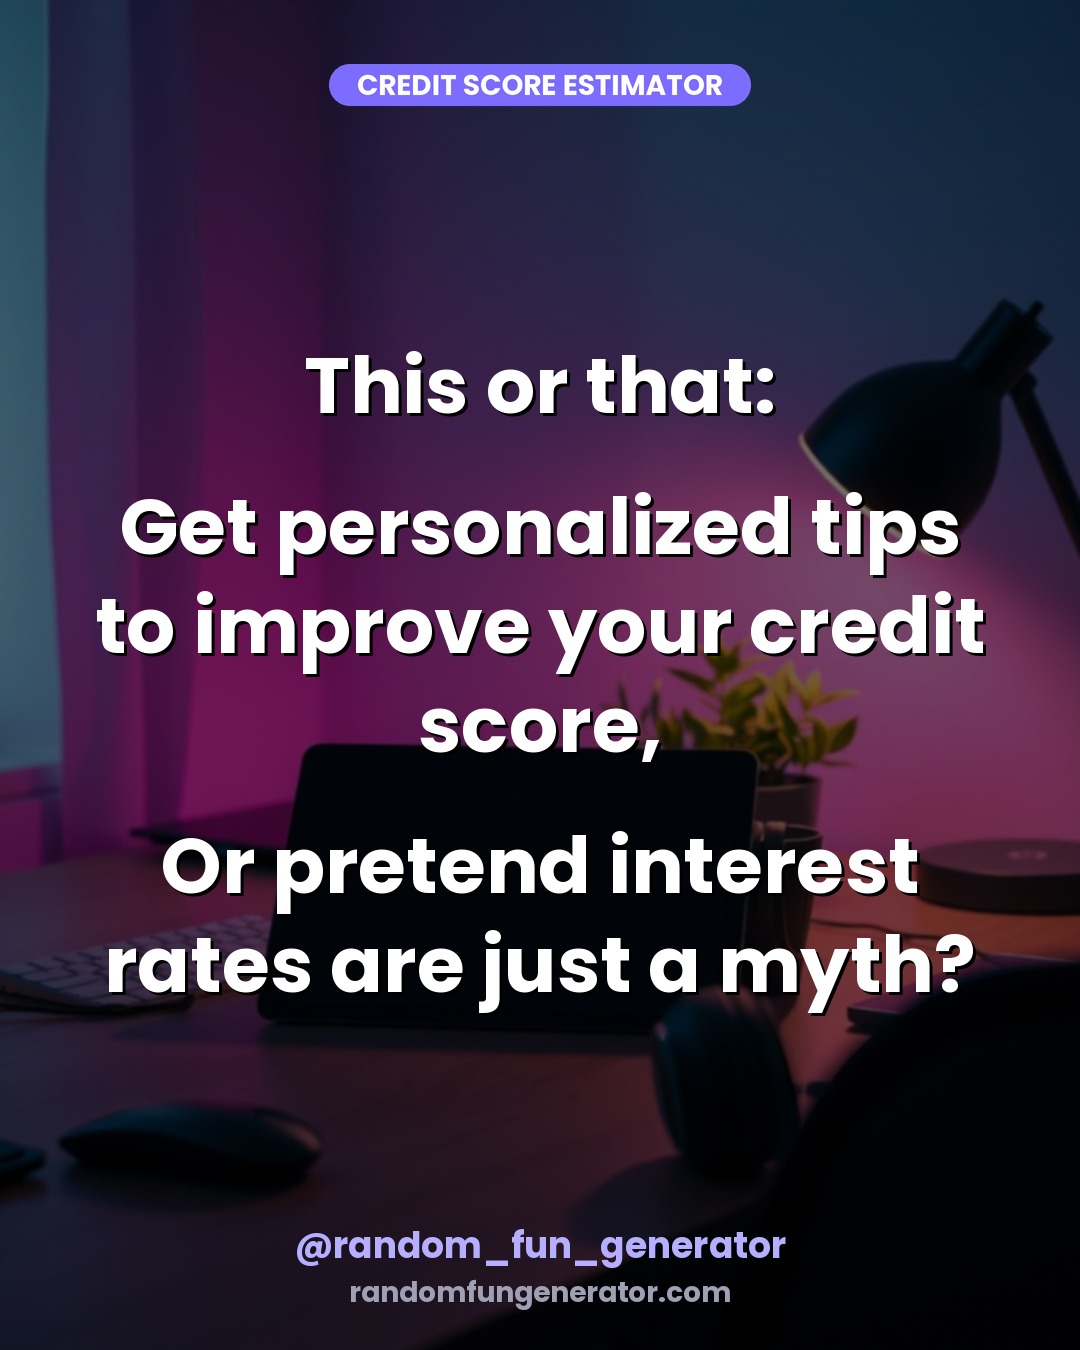 CREDIT SCORE ESTIMATOR
This or that:
Get personalized tips
to improve your credit
score,
Or pretend interest
rates are just a myth?
@random_fun_generator
randomfungenerator.com